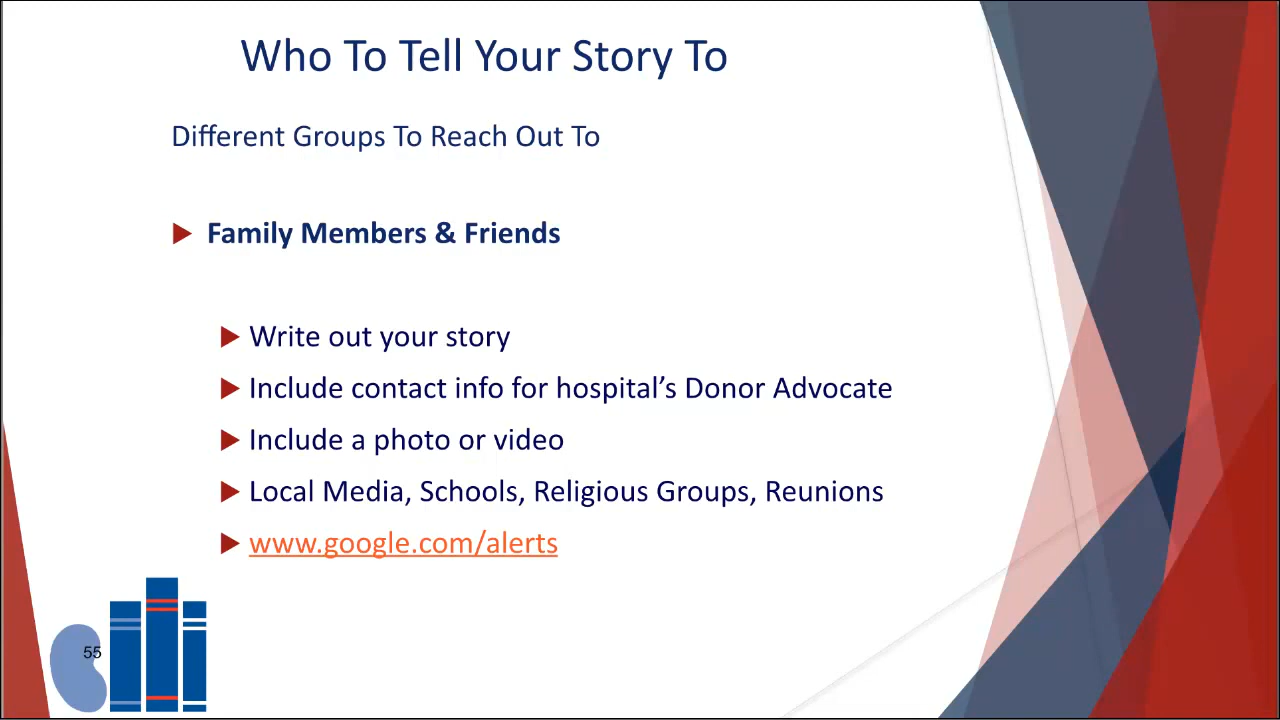 Who To Tell Your Story To
Different Groups To Reach Out To
Family Members & Friends
Write out your story
Include contact info for hospital’s Donor Advocate
Include a photo or video
Local Media, Schools, Religious Groups, Reunions
www.google.com/alerts
55